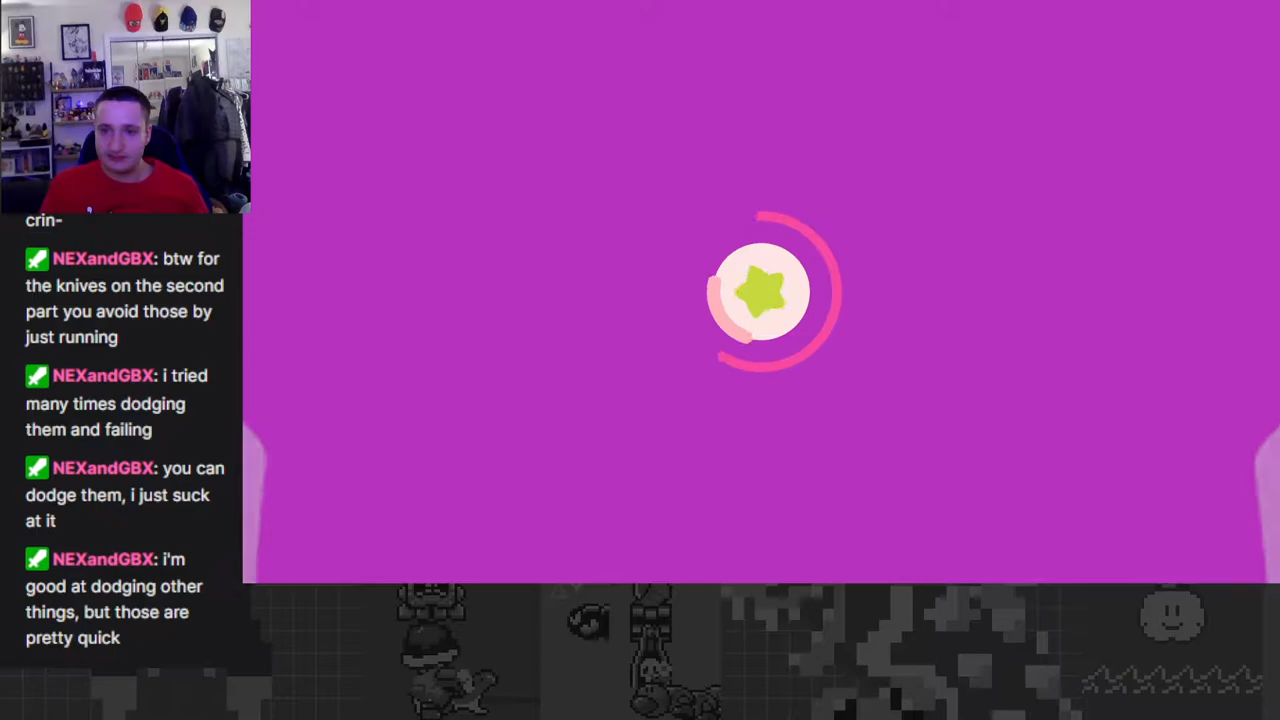 crin-
NEXandGBX: btw for
the knives on the second
part you avoid those by
just running
NEXandGBX: i tried
many times dodging
them and failing
NEXandGBX: you can
dodge them, i just suck
at it
NEXandGBX: i'm
good at dodging other
things, but those are
pretty quick